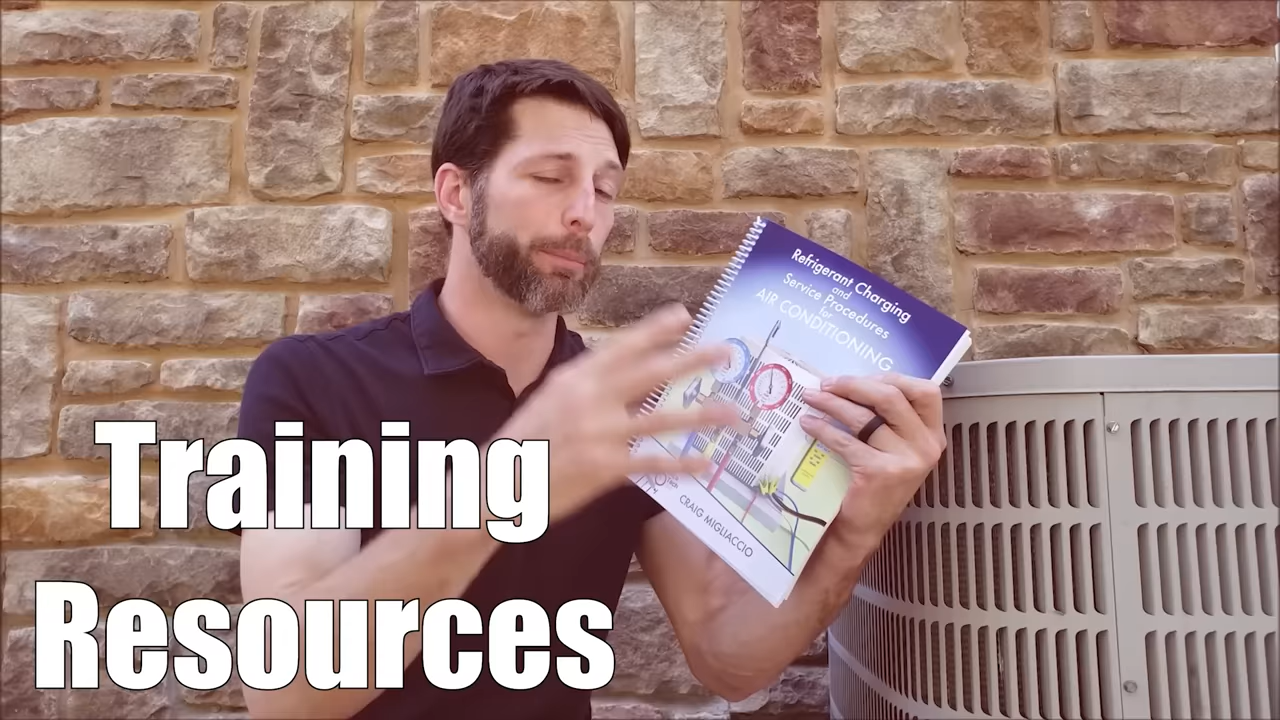 Refrigerant Charging
and
Service Procedures
for
AIR CONDITIONING
CRAIG MIGLIACCIO
Training
Resources